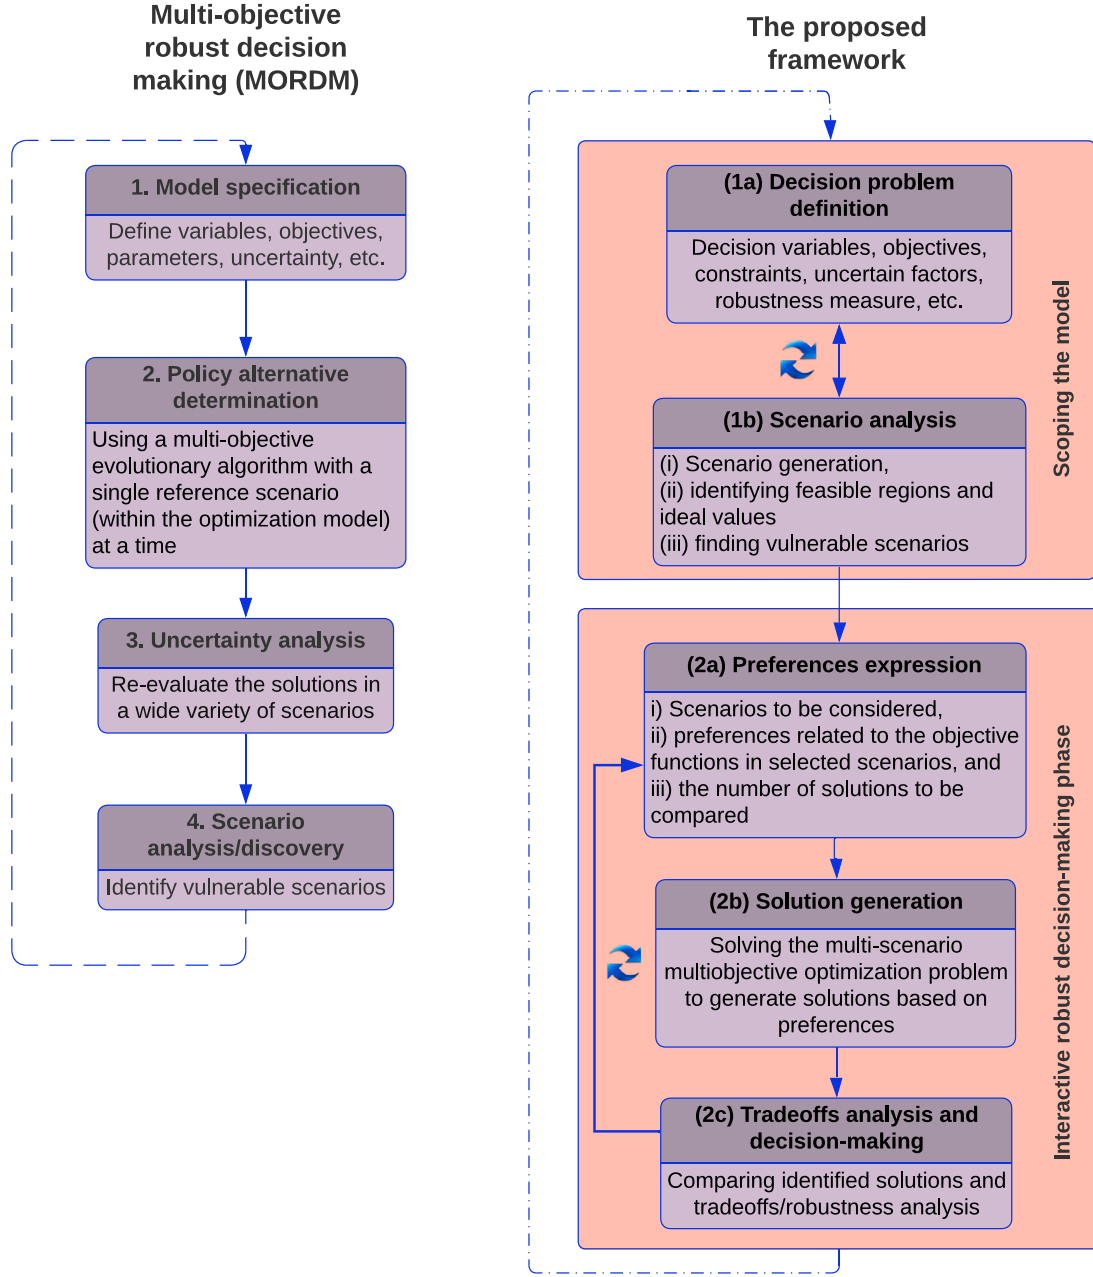 Multi-objective
robust decision
making (MORDM)
1. Model specification
Define variables, objectives,
parameters, uncertainty, etc.
2. Policy alternative
determination
Using a multi-objective
evolutionary algorithm with a
single reference scenario
(within the optimization model)
at a time
3. Uncertainty analysis
Re-evaluate the solutions in
a wide variety of scenarios
4. Scenario
analysis/discovery
Identify vulnerable scenarios
The proposed
framework
(1a) Decision problem
definition
Decision variables, objectives,
constraints, uncertain factors,
robustness measure, etc.
(1b) Scenario analysis
(i) Scenario generation,
(ii) identifying feasible regions and
ideal values
(iii) finding vulnerable scenarios
Scoping the model
(2a) Preferences expression
i) Scenarios to be considered,
ii) preferences related to the objective
functions in selected scenarios, and
iii) the number of solutions to be
compared
(2b) Solution generation
Solving the multi-scenario
multiobjective optimization problem
to generate solutions based on
preferences
(2c) Tradeoffs analysis and
decision-making
Comparing identified solutions and
tradeoffs/robustness analysis
Interactive robust decision-making phase